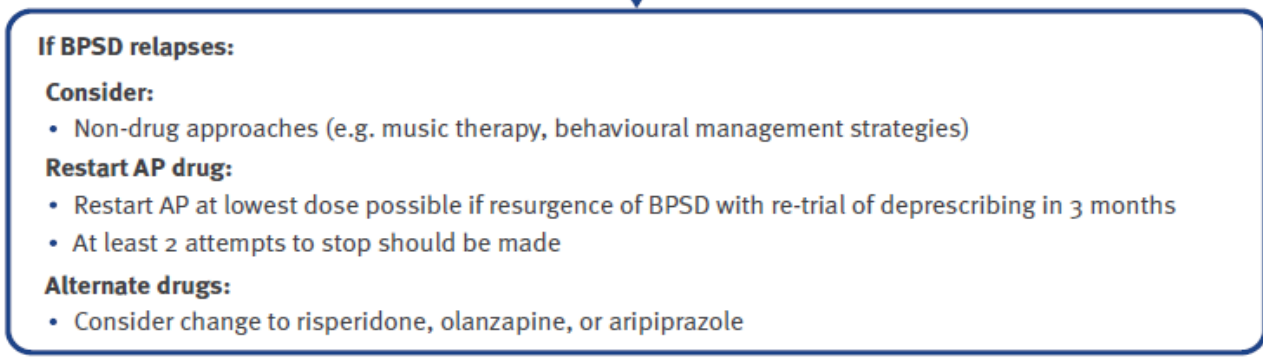 If BPSD relapses:
Consider:
• Non-drug approaches (e.g. music therapy, behavioural management strategies)
Restart AP drug:
• Restart AP at lowest dose possible if resurgence of BPSD with re-trial of deprescribing in 3 months
• At least 2 attempts to stop should be made
Alternate drugs:
• Consider change to risperidone, olanzapine, or aripiprazole